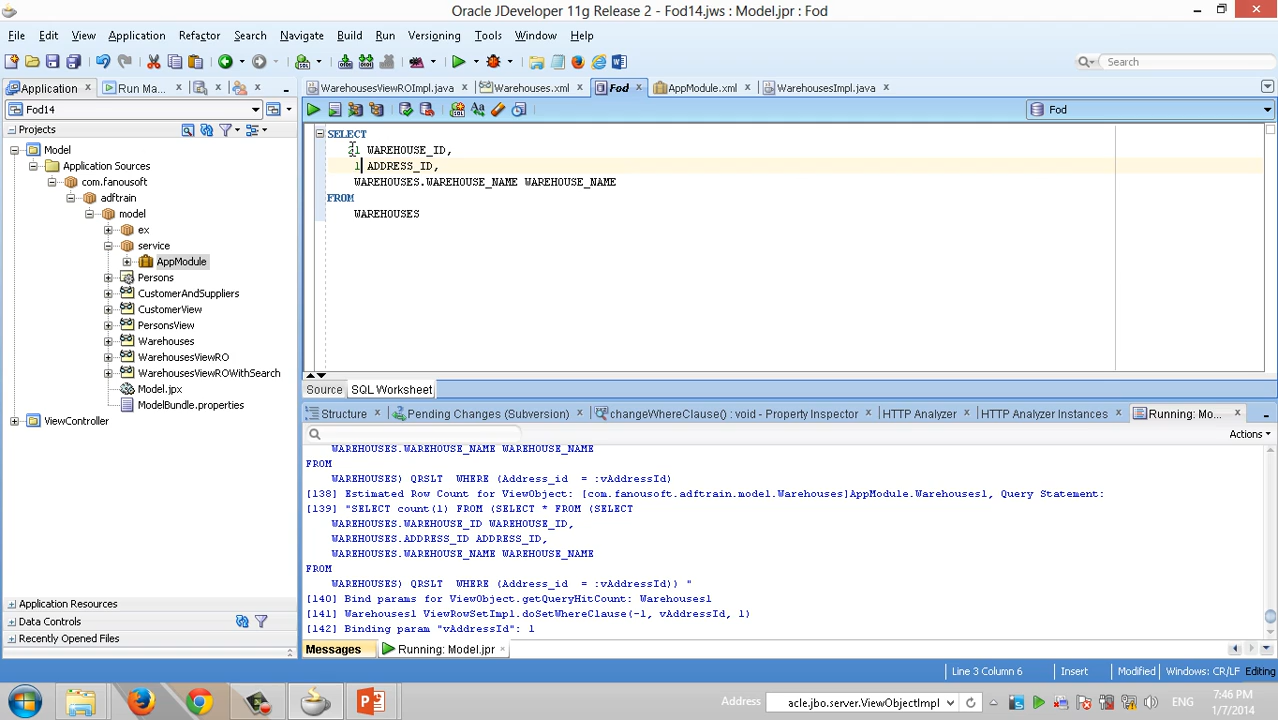 Oracle JDeveloper 11g Release 2 - Fod14.jws : Model.jpr : Fod
File Edit View Application Refactor Search Navigate Build Run Versioning Tools Window Help
Search
Application Run Ma...
WarehousesViewROImpl.java Warehouses.xml Fod AppModule.xml WarehousesImpl.java
Fod14
Fod
Projects
Model
Application Sources
com.fanousoft
adftrain
model
ex
service
AppModule
Persons
CustomerAndSuppliers
CustomerView
PersonsView
Warehouses
WarehousesViewRO
WarehousesViewROWithSearch
Model.jpx
ModelBundle.properties
ViewController
Application Resources
Data Controls
Recently Opened Files
SELECT
1 WAREHOUSE_ID,
1 ADDRESS_ID,
WAREHOUSES.WAREHOUSE_NAME WAREHOUSE_NAME
FROM
WAREHOUSES
Source SQL Worksheet
Structure Pending Changes (Subversion) changeWhereClause() : void - Property Inspector HTTP Analyzer HTTP Analyzer Instances Running: Mo...
Actions
WAREHOUSES.WAREHOUSE_NAME WAREHOUSE_NAME
FROM
WAREHOUSES) QRSLT WHERE (Address_id = :vAddressId)
[138] Estimated Row Count for ViewObject: [com.fanousoft.adftrain.model.Warehouses]AppModule.Warehouses1, Query Statement:
[139] "SELECT count(1) FROM (SELECT * FROM (SELECT
WAREHOUSES.WAREHOUSE_ID WAREHOUSE_ID,
WAREHOUSES.ADDRESS_ID ADDRESS_ID,
WAREHOUSES.WAREHOUSE_NAME WAREHOUSE_NAME
FROM
WAREHOUSES) QRSLT WHERE (Address_id = :vAddressId)) "
[140] Bind params for ViewObject.getQueryHitCount: Warehouses1
[141] Warehouses1 ViewRowSetImpl.doSetWhereClause(-1, vAddressId, 1)
[142] Binding param "vAddressId": 1
Messages Running: Model.jpr
Line 3 Column 6 Insert Modified Windows: CR/LF Editing
Address acle.jbo.server.ViewObjectImpl ENG 7:46 PM
1/7/2014